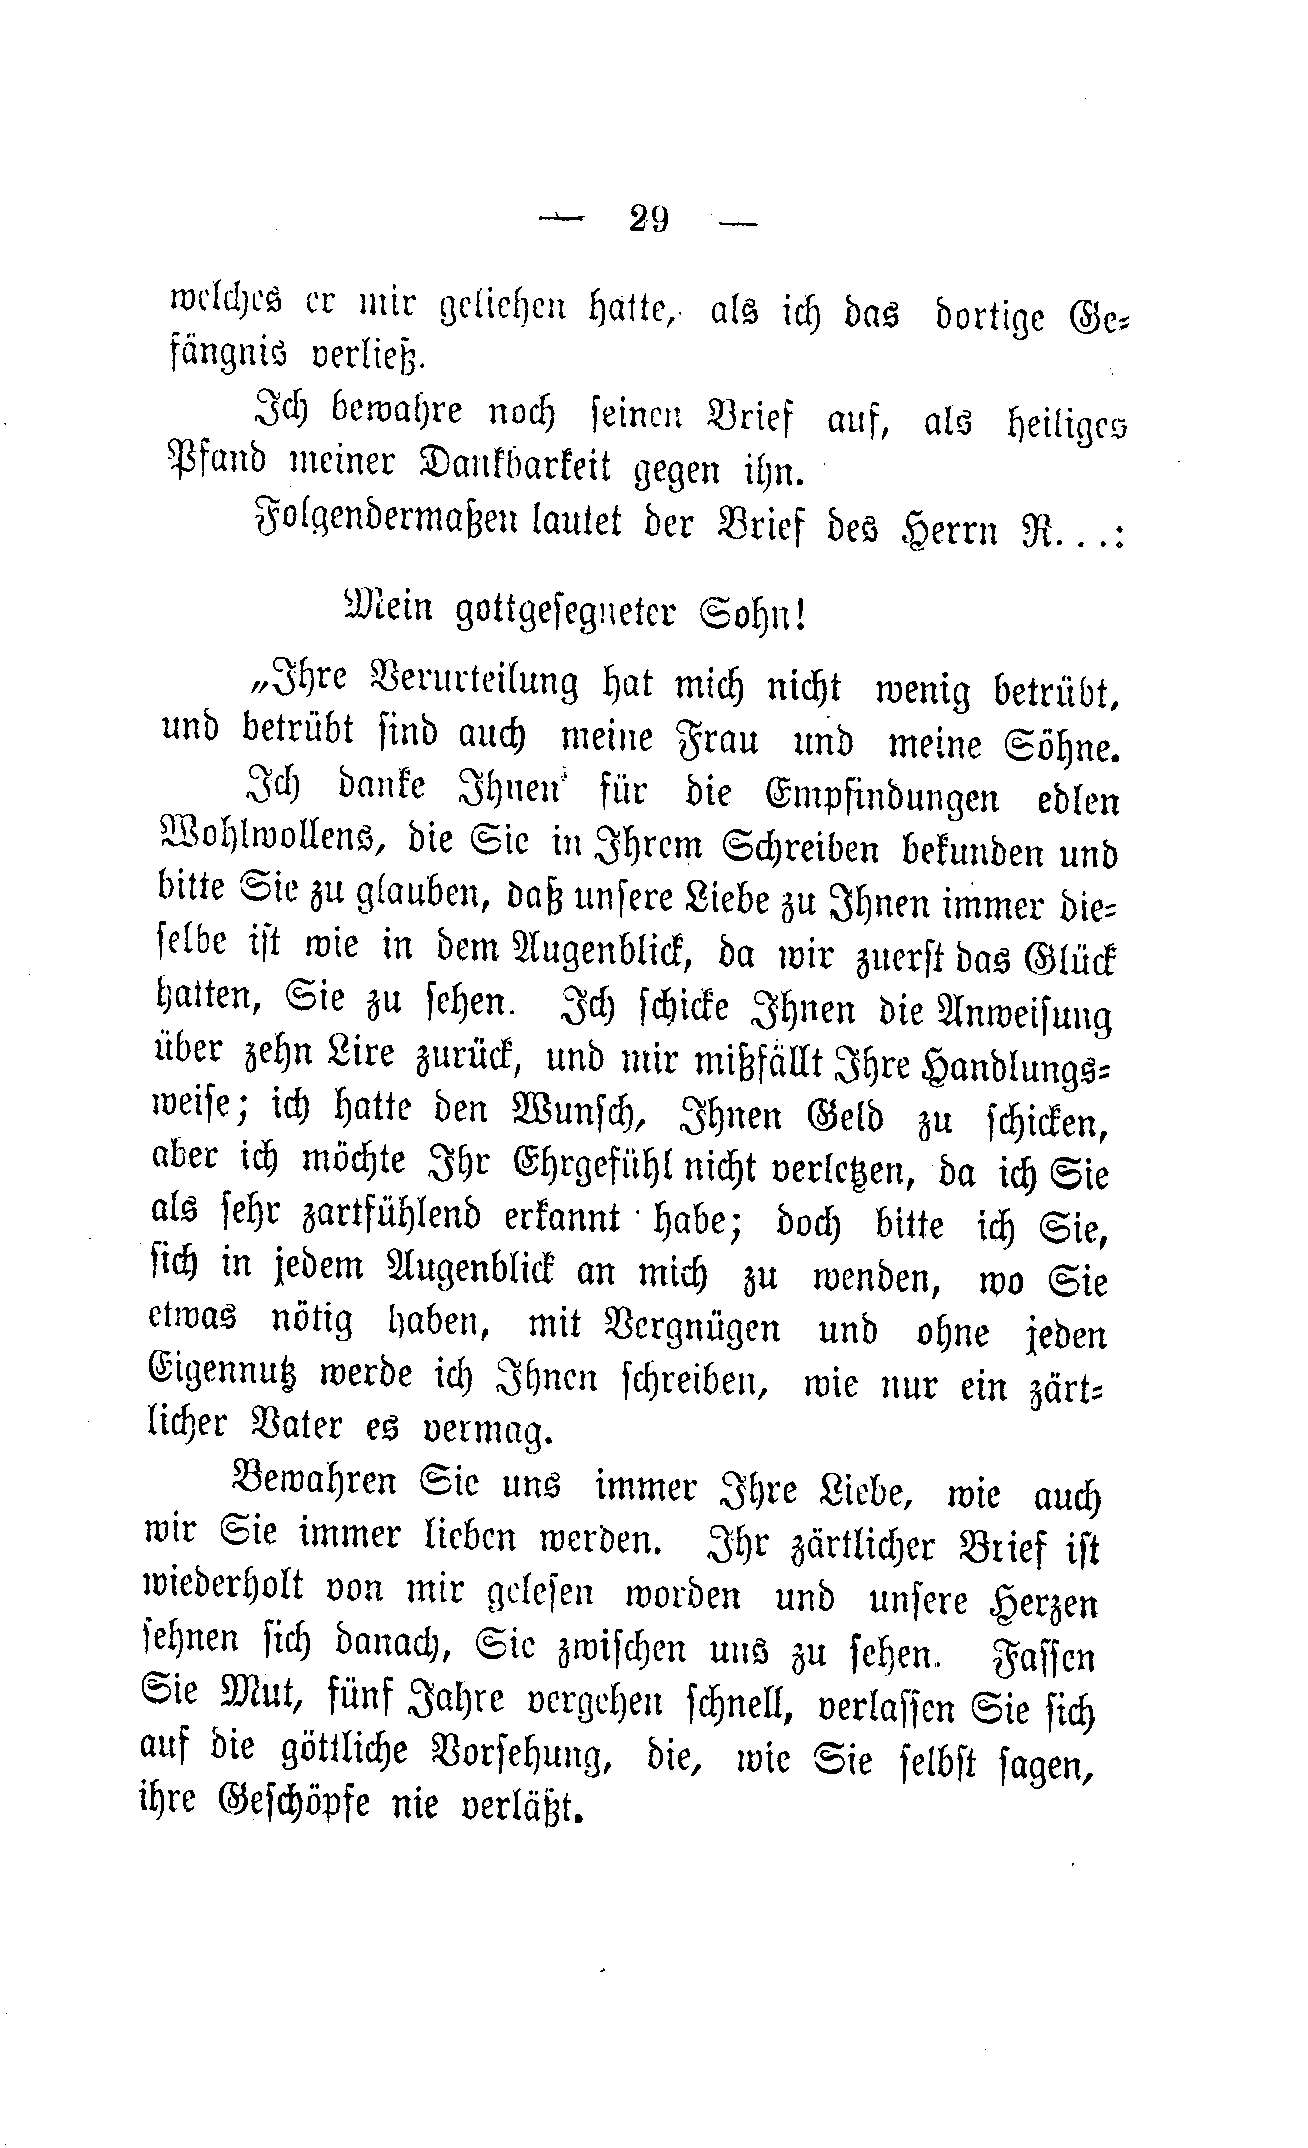 — 29 —
welches er mir geliehen hatte, als ich das dortige Ge-
fängnis verließ.
Ich bewahre noch seinen Brief auf, als heiliges
Pfand meiner Dankbarkeit gegen ihn.
Folgendermaßen lautet der Brief des Herrn R...:
Mein gottgesegneter Sohn!
„Ihre Verurteilung hat mich nicht wenig betrübt,
und betrübt sind auch meine Frau und meine Söhne.
Ich danke Ihnen für die Empfindungen edlen
Wohlwollens, die Sie in Ihrem Schreiben bekunden und
bitte Sie zu glauben, daß unsere Liebe zu Ihnen immer die-
selbe ist wie in dem Augenblick, da wir zuerst das Glück
hatten, Sie zu sehen. Ich schicke Ihnen die Anweisung
über zehn Lire zurück, und mir mißfällt Ihre Handlungs-
weise; ich hatte den Wunsch, Ihnen Geld zu schicken,
aber ich möchte Ihr Ehrgefühl nicht verletzen, da ich Sie
als sehr zartfühlend erkannt habe; doch bitte ich Sie,
sich in jedem Augenblick an mich zu wenden, wo Sie
etwas nötig haben, mit Vergnügen und ohne jeden
Eigennutz werde ich Ihnen schreiben, wie nur ein zärt-
licher Vater es vermag.
Bewahren Sie uns immer Ihre Liebe, wie auch
wir Sie immer lieben werden. Ihr zärtlicher Brief ist
wiederholt von mir gelesen worden und unsere Herzen
sehnen sich danach, Sie zwischen uns zu sehen. Fassen
Sie Mut, fünf Jahre vergehen schnell, verlassen Sie sich
auf die göttliche Vorsehung, die, wie Sie selbst sagen,
ihre Geschöpfe nie verläßt.